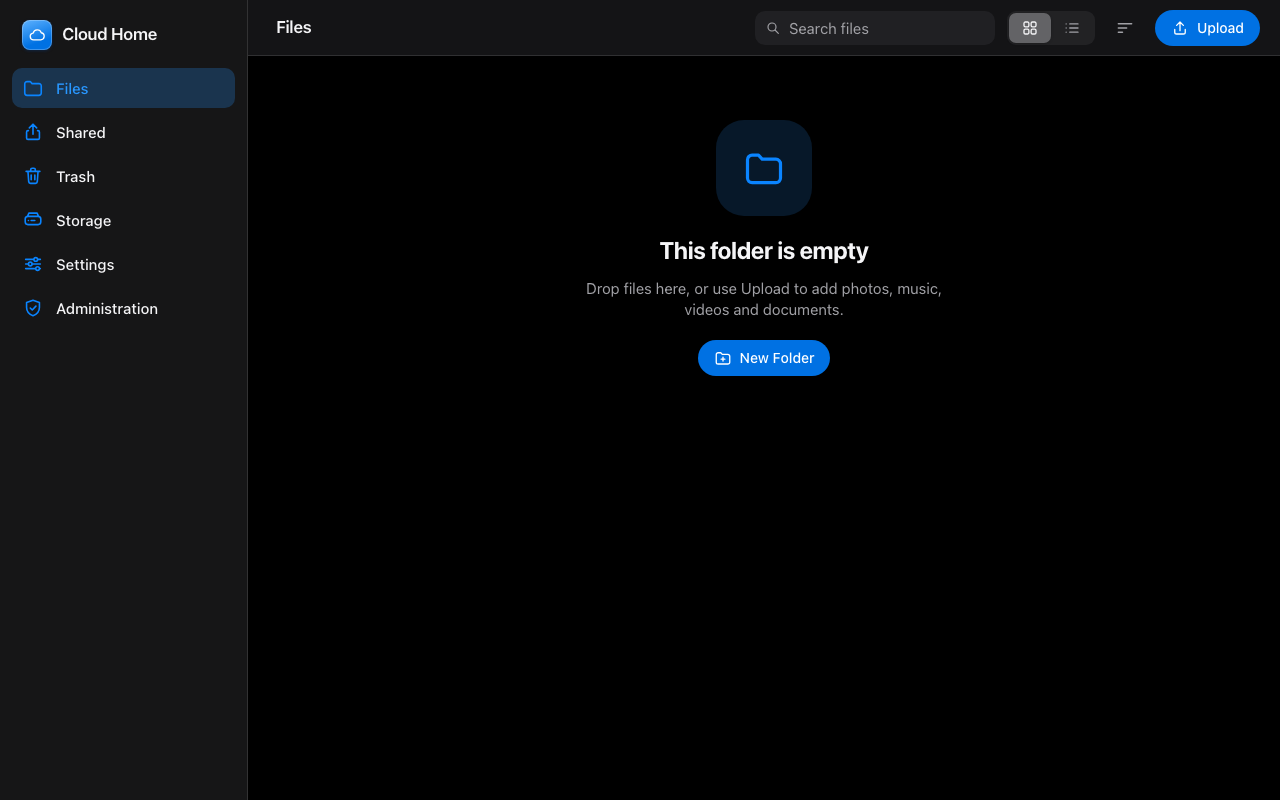 Cloud Home
Files
Shared
Trash
Storage
Settings
Administration
Files
Search files
Upload
This folder is empty
Drop files here, or use Upload to add photos, music,
videos and documents.
New Folder